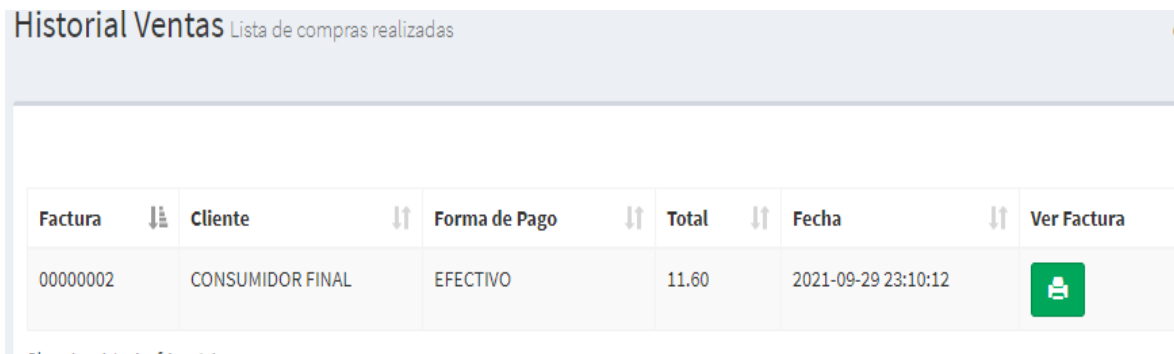 Historial Ventas Lista de compras realizadas
Factura Cliente Forma de Pago Total Fecha Ver Factura
00000002 CONSUMIDOR FINAL EFECTIVO 11.60 2021-09-29 23:10:12